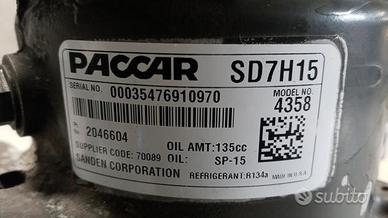 PACCAR SD7H15
SERIAL NO. 00035476910970 MODEL NO.
4358
2046604 OIL AMT:135cc
SUPPLIER CODE: 70089 OIL: SP-15
SANDEN CORPORATION REFRIGERANT:R134a MADE IN U.S.A.
subito